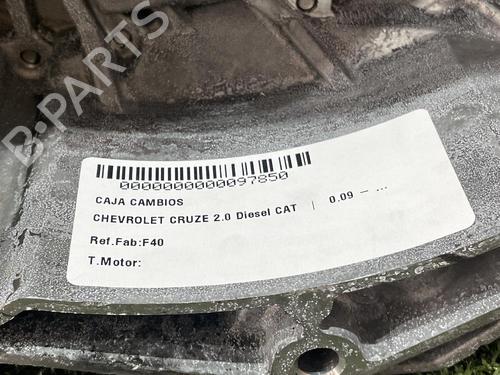 B-PARTS
0000000000097850
CAJA CAMBIOS
CHEVROLET CRUZE 2.0 Diesel CAT | 0.09 – ...
Ref.Fab:F40
T.Motor: